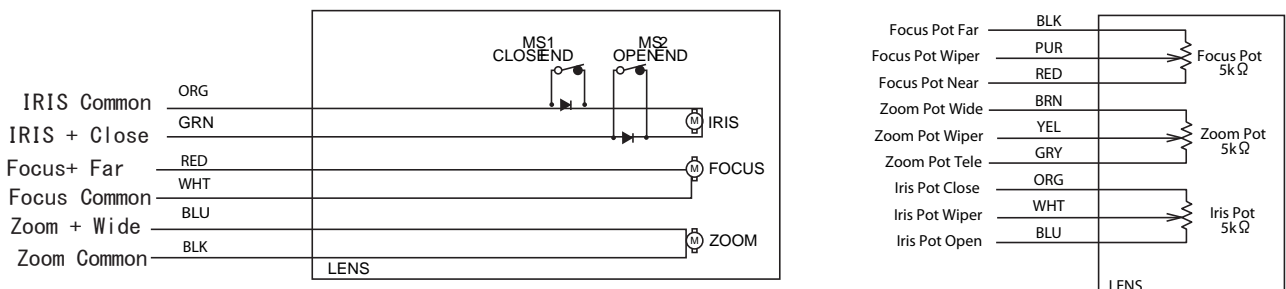 MS1
CLOSE END
MS2
OPEN END
IRIS Common
ORG
IRIS + Close
GRN
M
IRIS
Focus+ Far
RED
M
FOCUS
Focus Common
WHT
Zoom + Wide
BLU
M
ZOOM
Zoom Common
BLK
LENS
Focus Pot Far
BLK
Focus Pot Wiper
PUR
Focus Pot
5kΩ
Focus Pot Near
RED
Zoom Pot Wide
BRN
Zoom Pot Wiper
YEL
Zoom Pot
5kΩ
Zoom Pot Tele
GRY
Iris Pot Close
ORG
Iris Pot Wiper
WHT
Iris Pot
5kΩ
Iris Pot Open
BLU
LENS